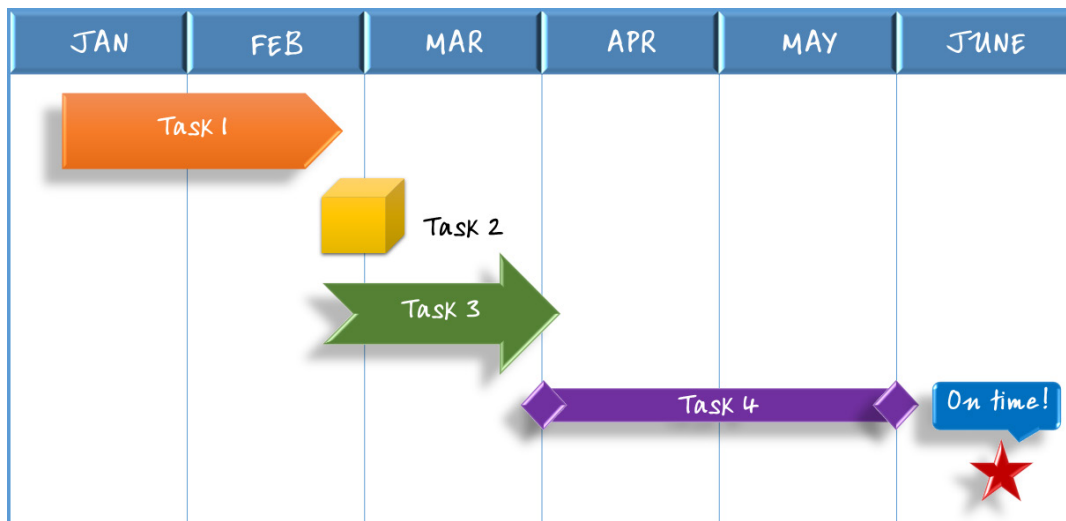 JAN FEB MAR APR MAY JUNE
Task 1
Task 2
Task 3
Task 4
On time!